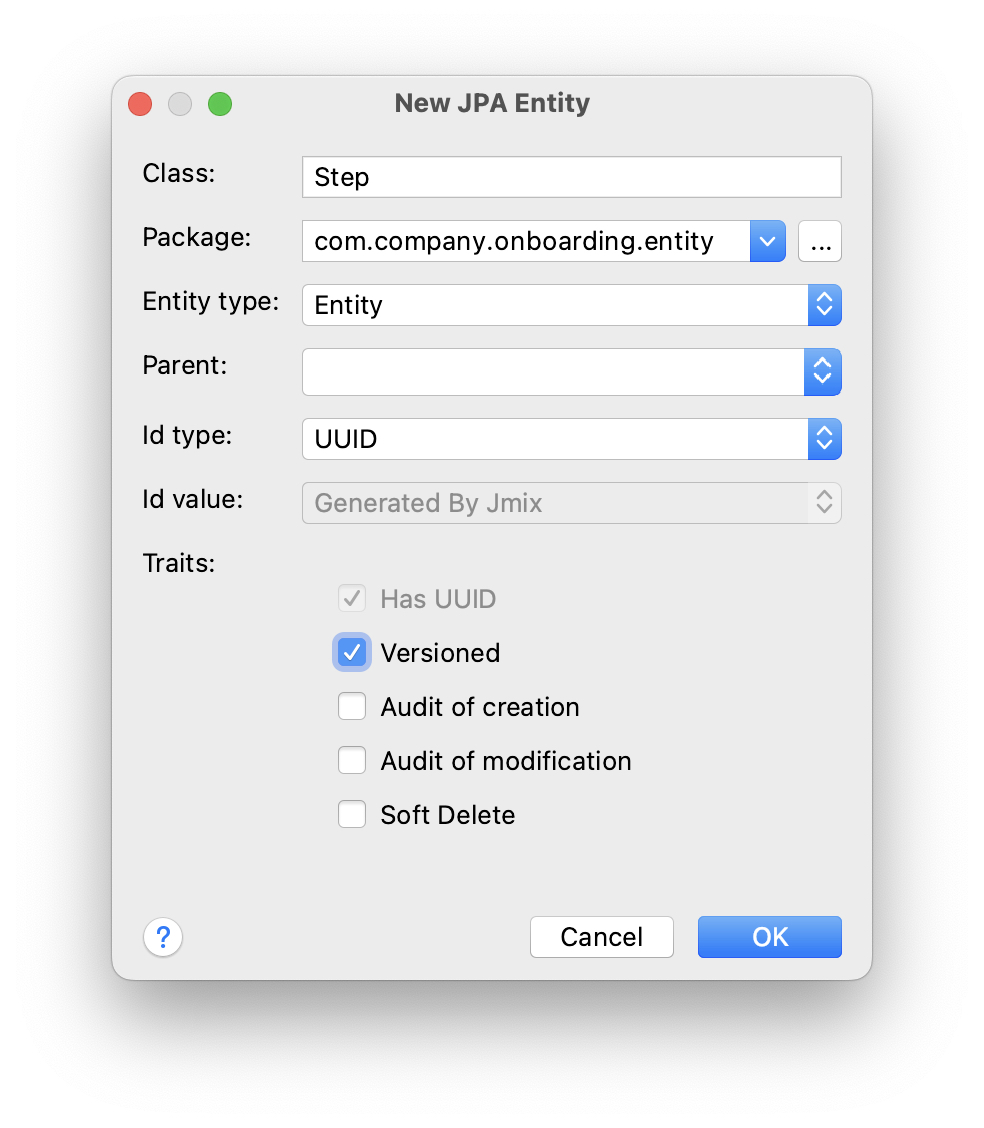 New JPA Entity
Class: Step
Package: com.company.onboarding.entity ...
Entity type: Entity
Parent:
Id type: UUID
Id value: Generated By Jmix
Traits:
Has UUID
Versioned
Audit of creation
Audit of modification
Soft Delete
? Cancel OK